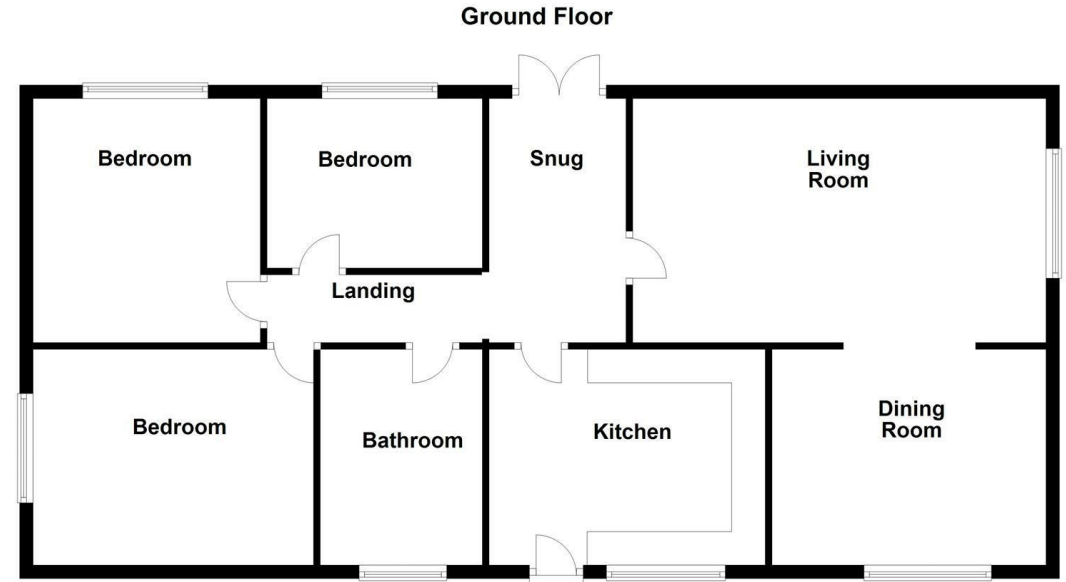 Ground Floor
Bedroom
Bedroom
Snug
Living
Room
Landing
Bedroom
Bathroom
Kitchen
Dining
Room